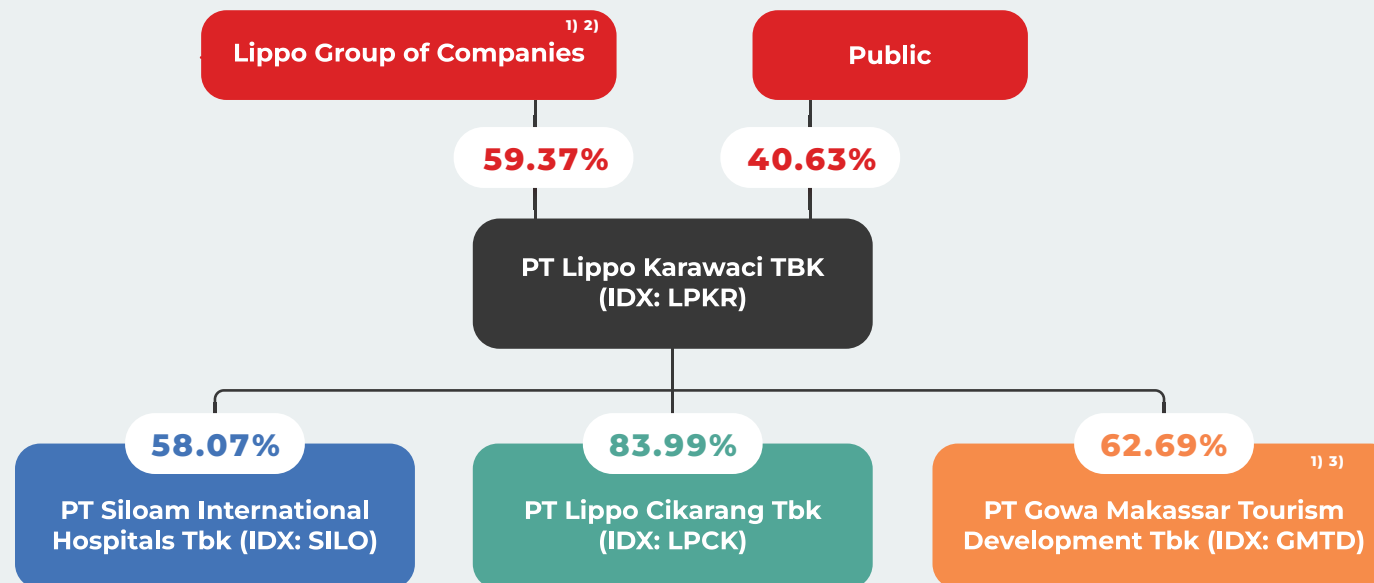 1) 2)
Lippo Group of Companies
Public
59.37%
40.63%
PT Lippo Karawaci TBK
(IDX: LPKR)
58.07%
83.99%
62.69%
1) 3)
PT Siloam International
Hospitals Tbk (IDX: SILO)
PT Lippo Cikarang Tbk
(IDX: LPCK)
PT Gowa Makassar Tourism
Development Tbk (IDX: GMTD)